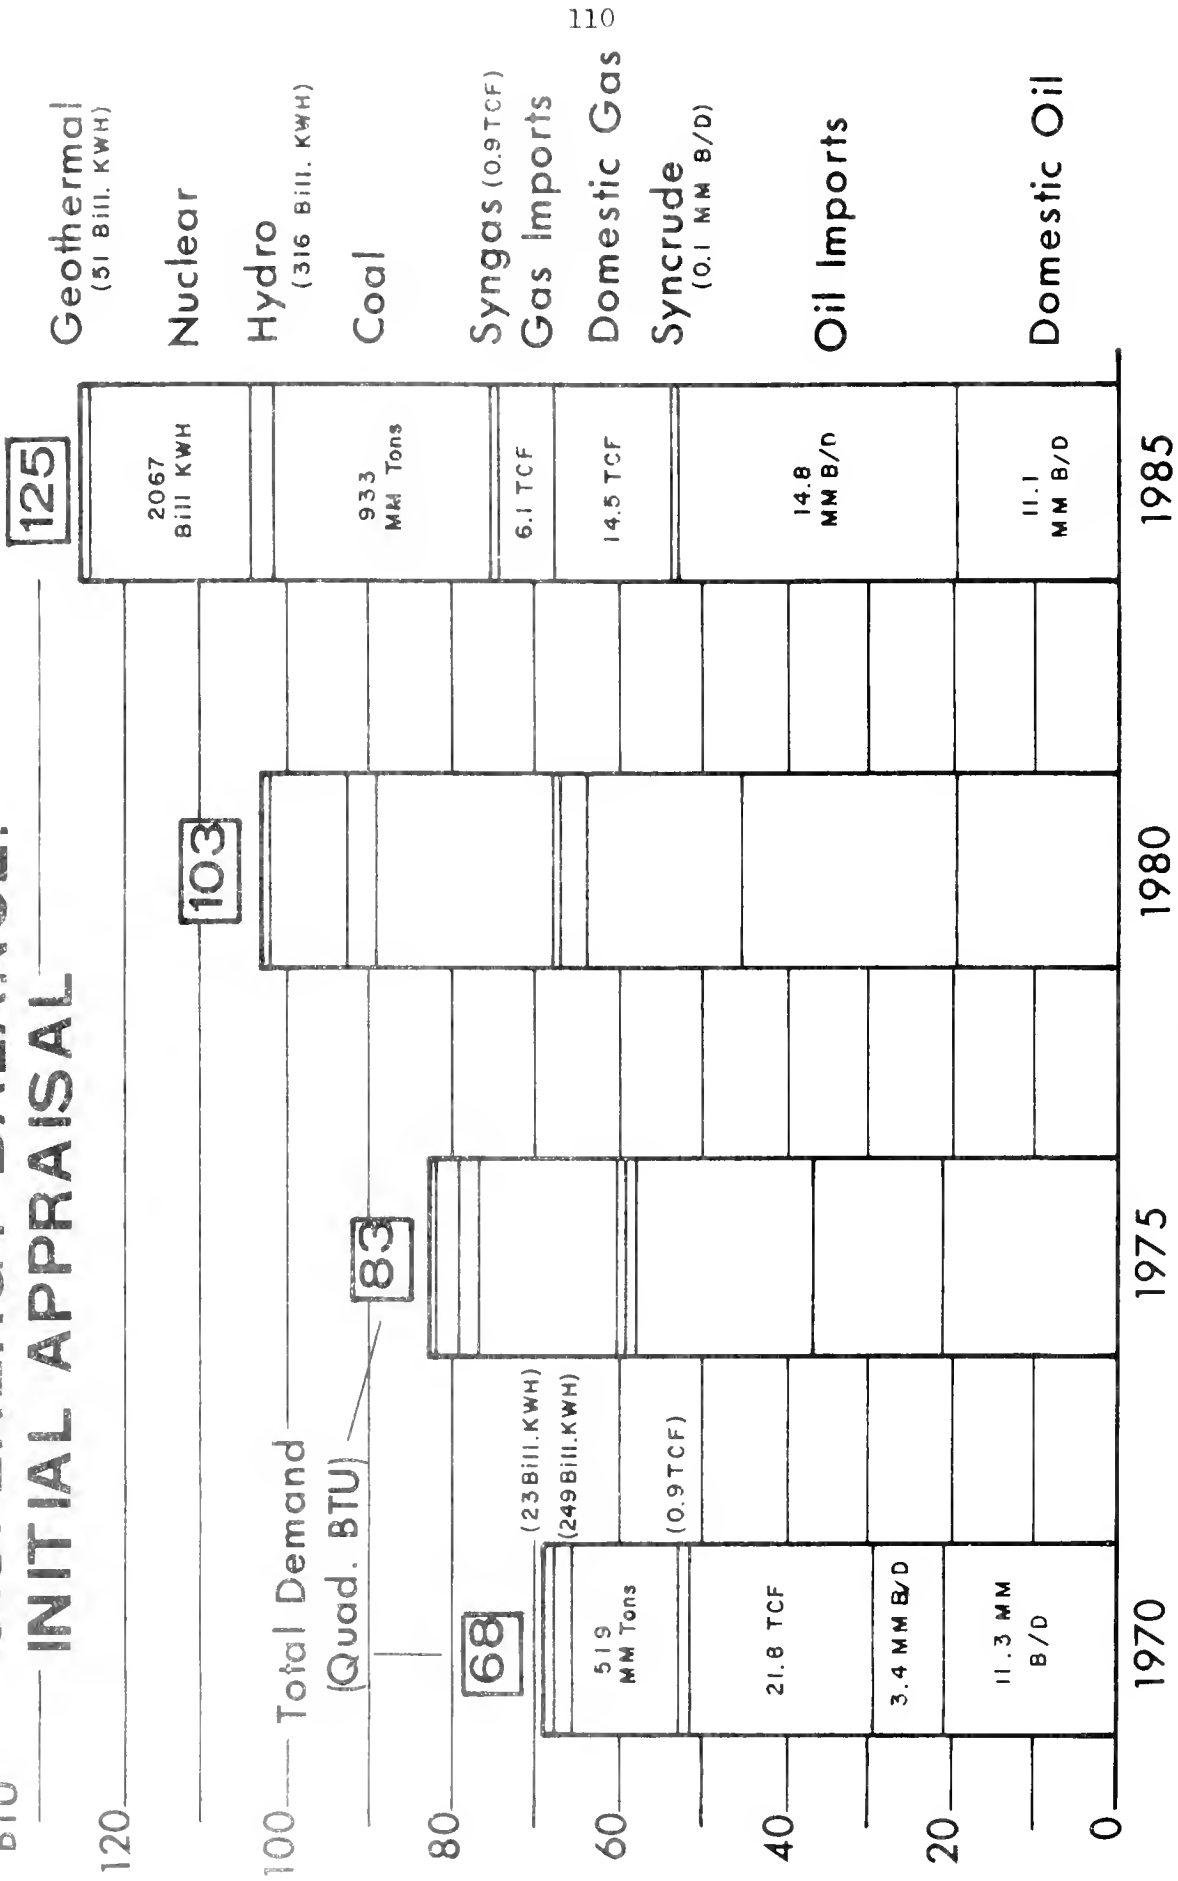 110
BTU
INITIAL APPRAISAL
120
100
80
60
40
20
0
Total Demand
(Quad. BTU)
68
83
103
125
(23 Bill. KWH)
(249 Bill. KWH)
519
MM Tons
(0.9 TCF)
21.8 TCF
3.4 MM B/D
11.3 MM
B/D
2067
Bill KWH
933
MM Tons
6.1 TCF
14.5 TCF
14.8
MM B/D
11.1
MM B/D
Geothermal
(51 Bill. KWH)
Nuclear
Hydro
(316 Bill. KWH)
Coal
Syngas (0.9 TCF)
Gas Imports
Domestic Gas
Syncrude
(0.1 MM B/D)
Oil Imports
Domestic Oil
1970
1975
1980
1985